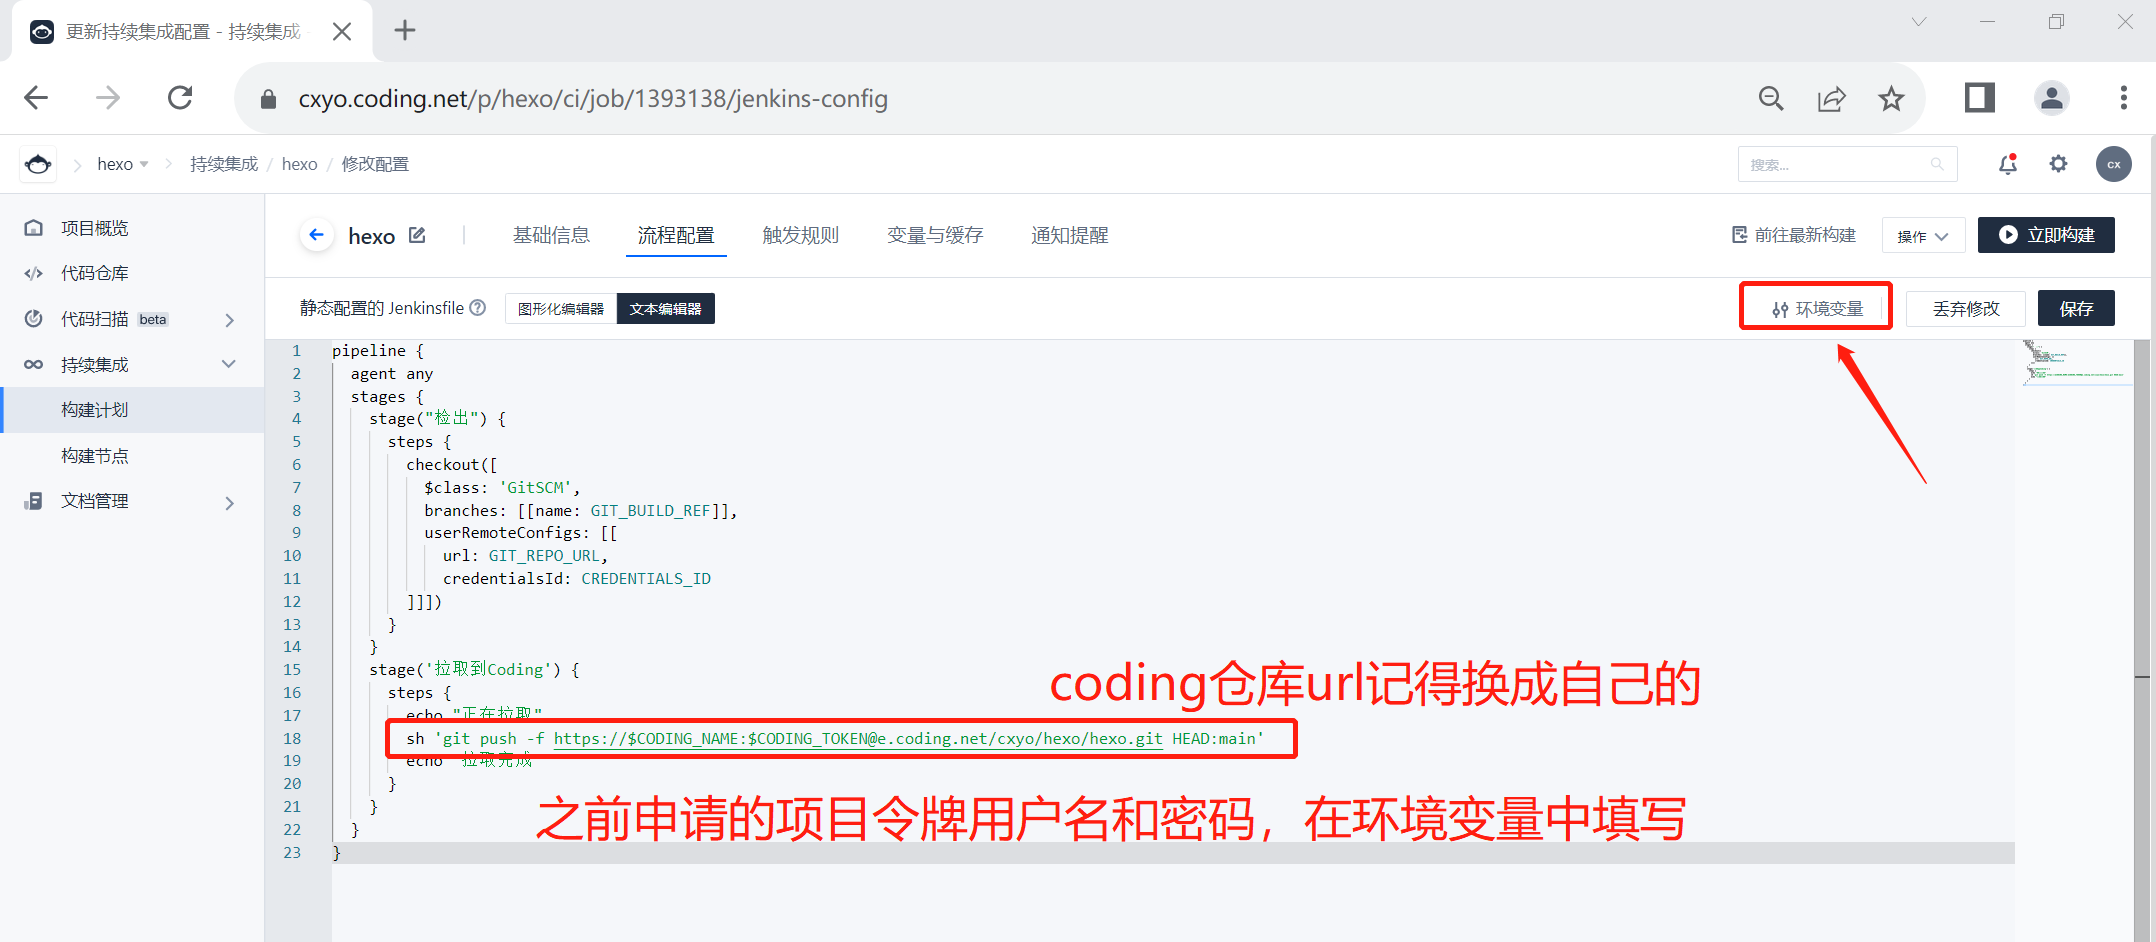 更新持续集成配置 - 持续集成
cxyo.coding.net/p/hexo/ci/job/1393138/jenkins-config
hexo 持续集成 / hexo / 修改配置
搜索...
CX
项目概览
代码仓库
代码扫描 beta
持续集成
构建计划
构建节点
文档管理
hexo 基础信息 流程配置 触发规则 变量与缓存 通知提醒
前往最新构建 操作 立即构建
静态配置的 Jenkinsfile ? 图形化编辑器 文本编辑器
环境变量 丢弃修改 保存
1 pipeline {
2 agent any
3 stages {
4 stage("检出") {
5 steps {
6 checkout([
7 $class: 'GitSCM',
8 branches: [[name: GIT_BUILD_REF]],
9 userRemoteConfigs: [[
10 url: GIT_REPO_URL,
11 credentialsId: CREDENTIALS_ID
12 ]]])
13 }
14 }
15 stage('拉取到Coding') {
16 steps {
coding仓库url记得换成自己的
17 echo "正在拉取"
18 sh 'git push -f https://$CODING_NAME:$CODING_TOKEN@e.coding.net/cxyo/hexo/hexo.git HEAD:main'
19 echo 拉取完成
20 }
21 }
之前申请的项目令牌用户名和密码，在环境变量中填写
22 }
23 }